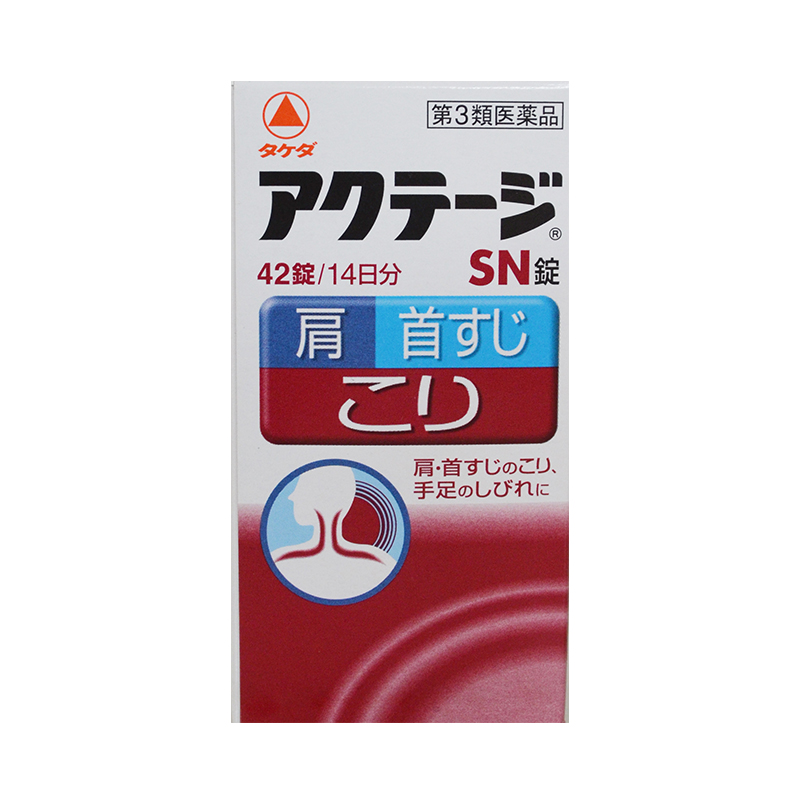 第3類医薬品
タケダ
アクテージ®
SN錠
42錠/14日分
肩 首すじ
こり
肩・首すじのこり、
手足のしびれに